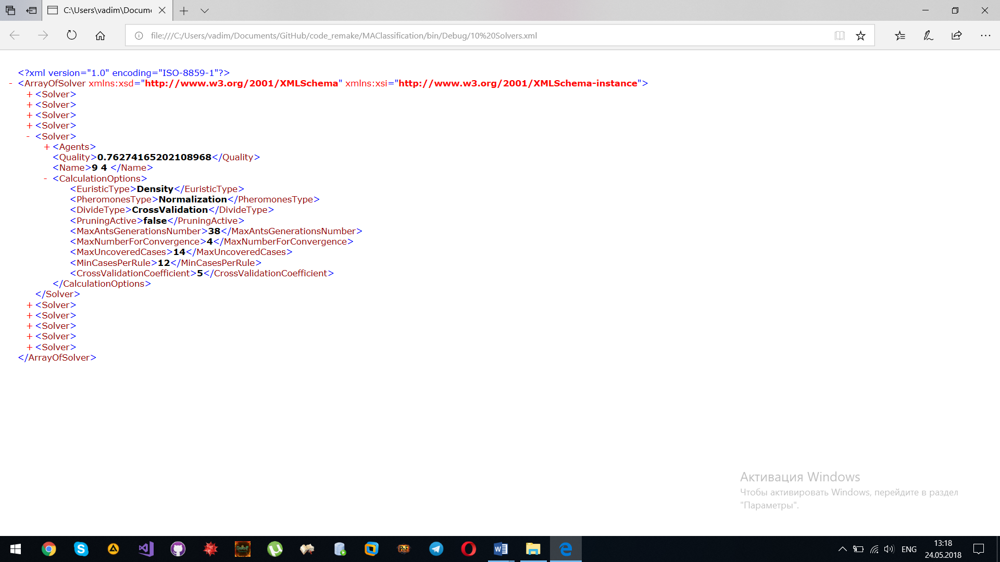 C:\Users\vadim\Docum
file:///C:/Users/vadim/Documents/GitHub/code_remake/MAClassification/bin/Debug/10%20Solvers.xml
<?xml version="1.0" encoding="ISO-8859-1"?>
- <ArrayOfSolver xmlns:xsd="http://www.w3.org/2001/XMLSchema" xmlns:xsi="http://www.w3.org/2001/XMLSchema-instance">
+ <Solver>
+ <Solver>
+ <Solver>
+ <Solver>
- <Solver>
+ <Agents>
<Quality>0.76274165202108968</Quality>
<Name>9 4 </Name>
- <CalculationOptions>
<EuristicType>Density</EuristicType>
<PheromonesType>Normalization</PheromonesType>
<DivideType>CrossValidation</DivideType>
<PruningActive>false</PruningActive>
<MaxAntsGenerationsNumber>38</MaxAntsGenerationsNumber>
<MaxNumberForConvergence>4</MaxNumberForConvergence>
<MaxUncoveredCases>14</MaxUncoveredCases>
<MinCasesPerRule>12</MinCasesPerRule>
<CrossValidationCoefficient>5</CrossValidationCoefficient>
</CalculationOptions>
</Solver>
+ <Solver>
+ <Solver>
+ <Solver>
+ <Solver>
+ <Solver>
</ArrayOfSolver>
Активация Windows
Чтобы активировать Windows, перейдите в раздел
"Параметры".
ENG
13:18
24.05.2018